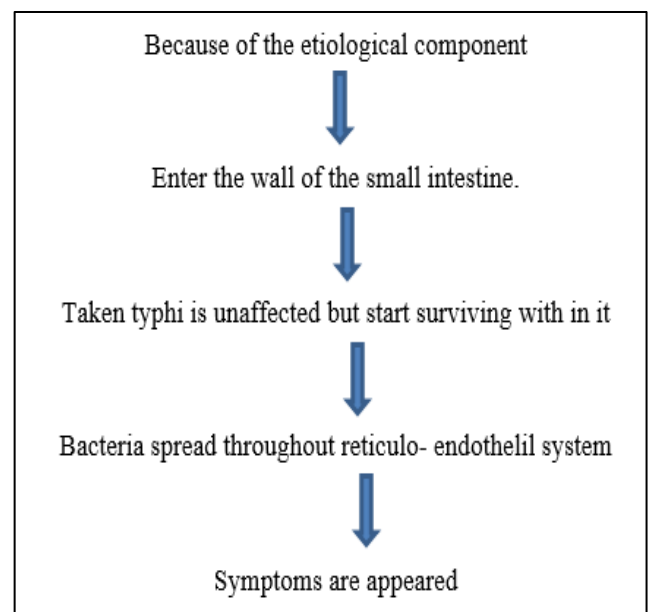 Because of the etiological component
Enter the wall of the small intestine.
Taken typhi is unaffected but start surviving with in it
Bacteria spread throughout reticulo- endothelil system
Symptoms are appeared